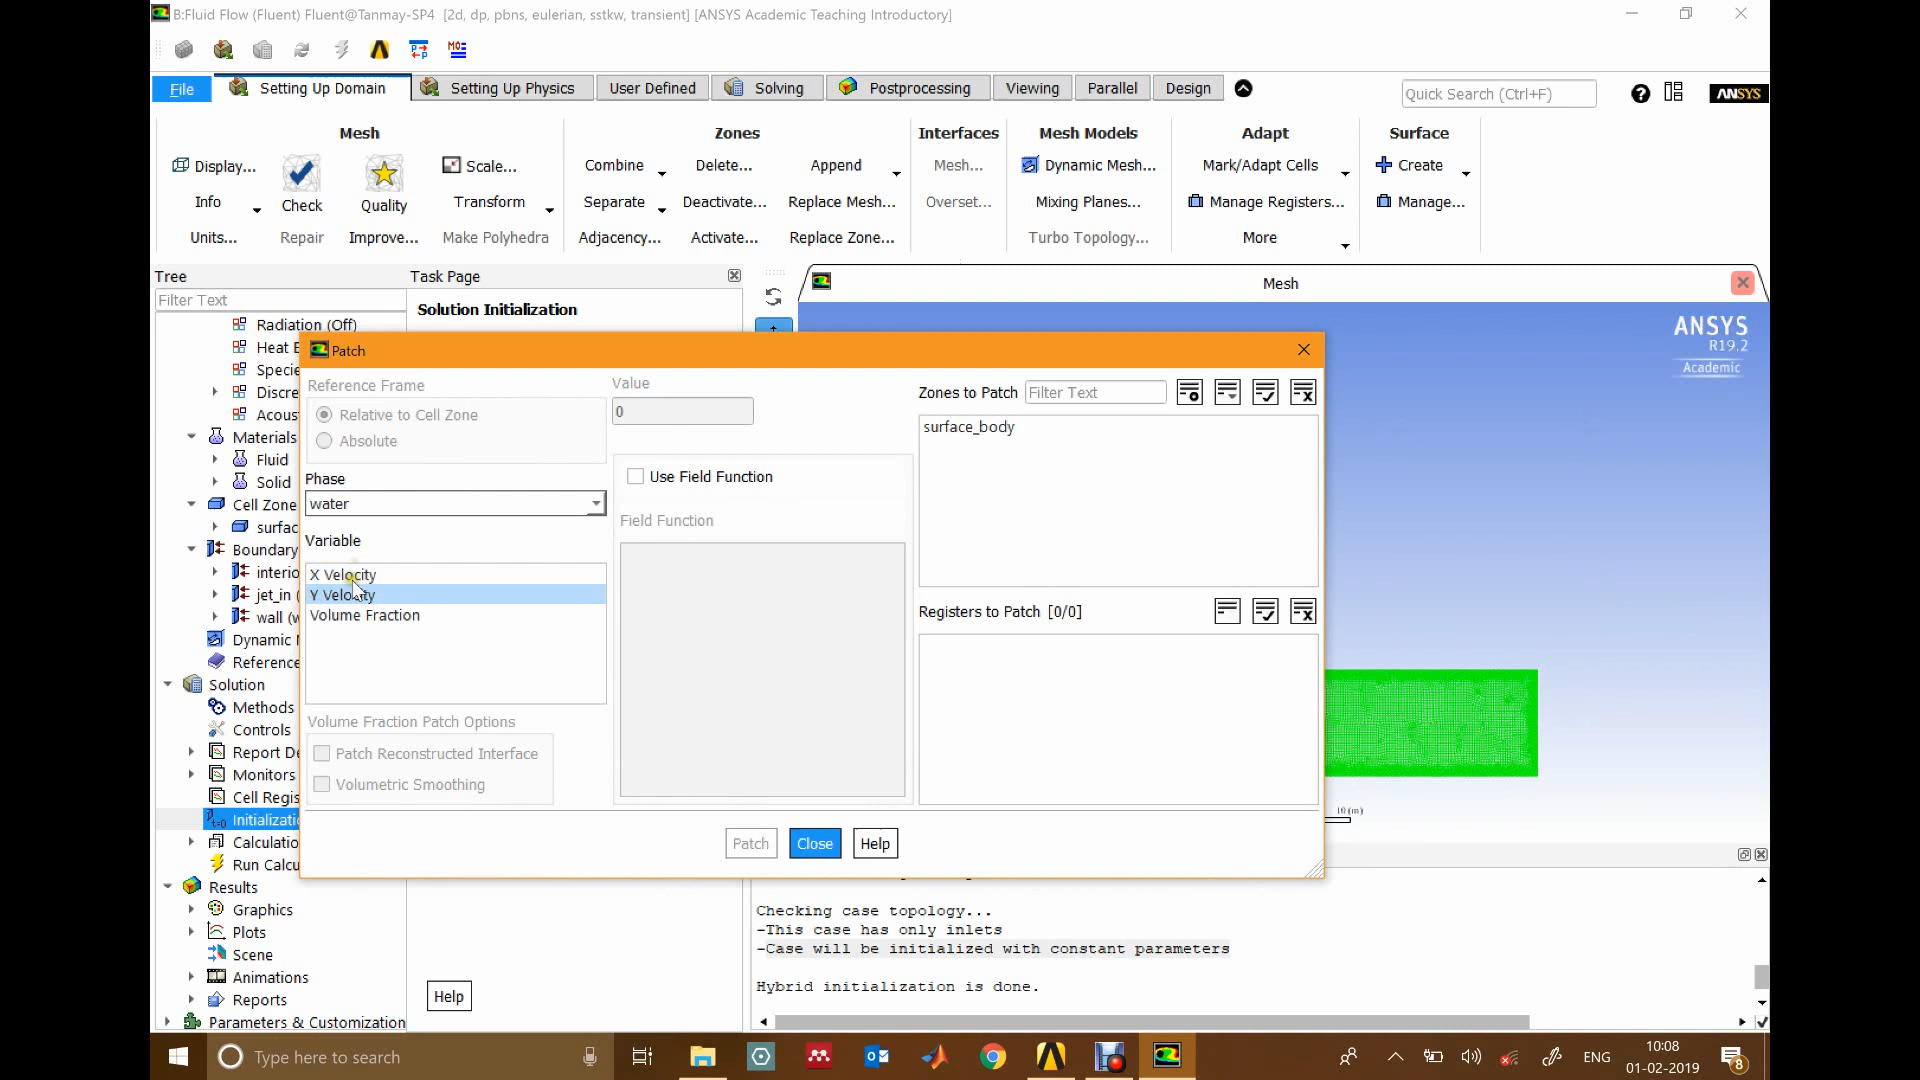 B:Fluid Flow (Fluent) Fluent@Tanmay-SP4 [2d, dp, pbns, eulerian, sstkw, transient] [ANSYS Academic Teaching Introductory]
File
Setting Up Domain
Setting Up Physics
User Defined
Solving
Postprocessing
Viewing
Parallel
Design
Quick Search (Ctrl+F)
ANSYS
Mesh
Zones
Interfaces
Mesh Models
Adapt
Surface
Display...
Scale...
Combine
Delete...
Append
Mesh...
Dynamic Mesh...
Mark/Adapt Cells
Create
Info
Check
Quality
Transform
Separate
Deactivate...
Replace Mesh...
Overset...
Mixing Planes...
Manage Registers...
Manage...
Units...
Repair
Improve...
Make Polyhedra
Adjacency...
Activate...
Replace Zone...
Turbo Topology...
More
Tree
Task Page
Filter Text
Solution Initialization
Mesh
ANSYS
R19.2
Academic
Radiation (Off)
Heat E
Specie
Discre
Acous
Materials
Fluid
Solid
Cell Zone
surfac
Boundary
interio
jet_in (
wall (w
Dynamic M
Reference
Solution
Methods
Controls
Report De
Monitors
Cell Regis
Initializatio
Calculatio
Run Calcu
Results
Graphics
Plots
Scene
Animations
Reports
Parameters & Customization
Patch
Reference Frame
Relative to Cell Zone
Absolute
Phase
water
Variable
X Velocity
Y Velocity
Volume Fraction
Volume Fraction Patch Options
Patch Reconstructed Interface
Volumetric Smoothing
Value
0
Use Field Function
Field Function
Zones to Patch
Filter Text
surface_body
Registers to Patch [0/0]
Patch
Close
Help
10 (m)
Help
Checking case topology...
-This case has only inlets
-Case will be initialized with constant parameters
Hybrid initialization is done.
Type here to search
ENG
10:08
01-02-2019
8